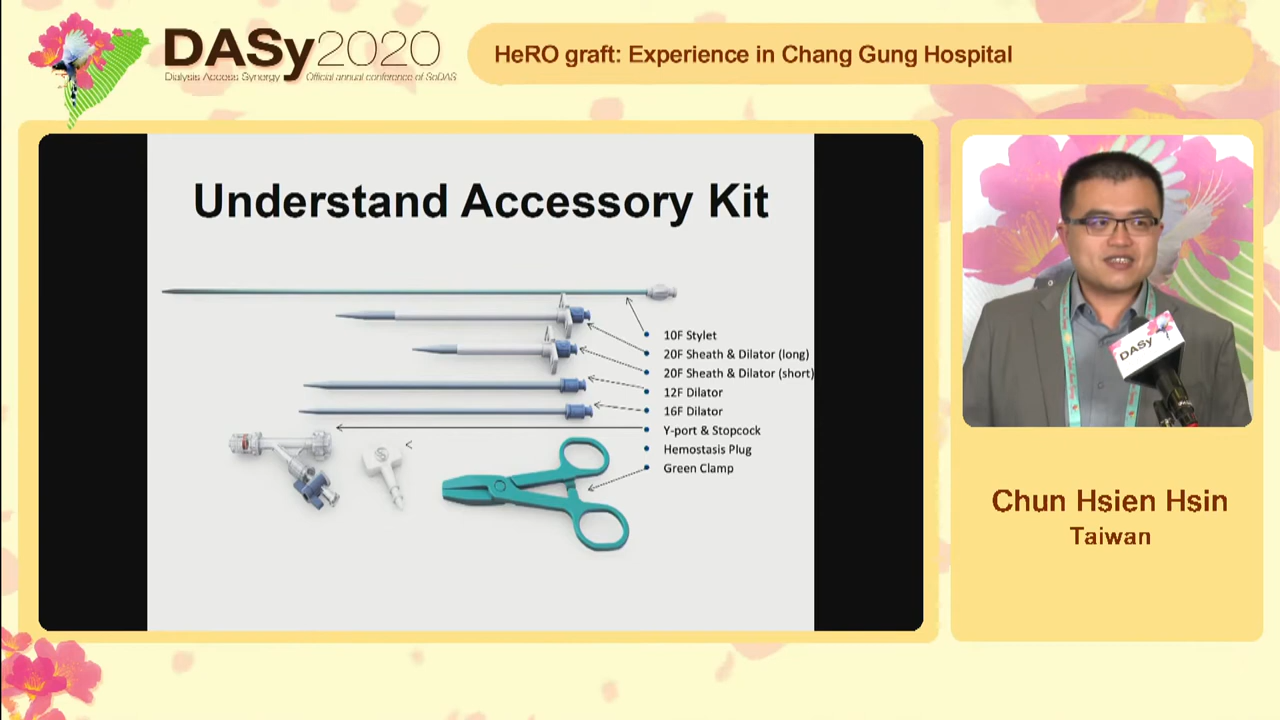 DASy2020
Dialysis Access Synergy Official annual conference of SoDAS
HeRO graft: Experience in Chang Gung Hospital
Understand Accessory Kit
10F Stylet
20F Sheath & Dilator (long)
20F Sheath & Dilator (short)
12F Dilator
16F Dilator
Y-port & Stopcock
Hemostasis Plug
Green Clamp
DASy
Chun Hsien Hsin
Taiwan